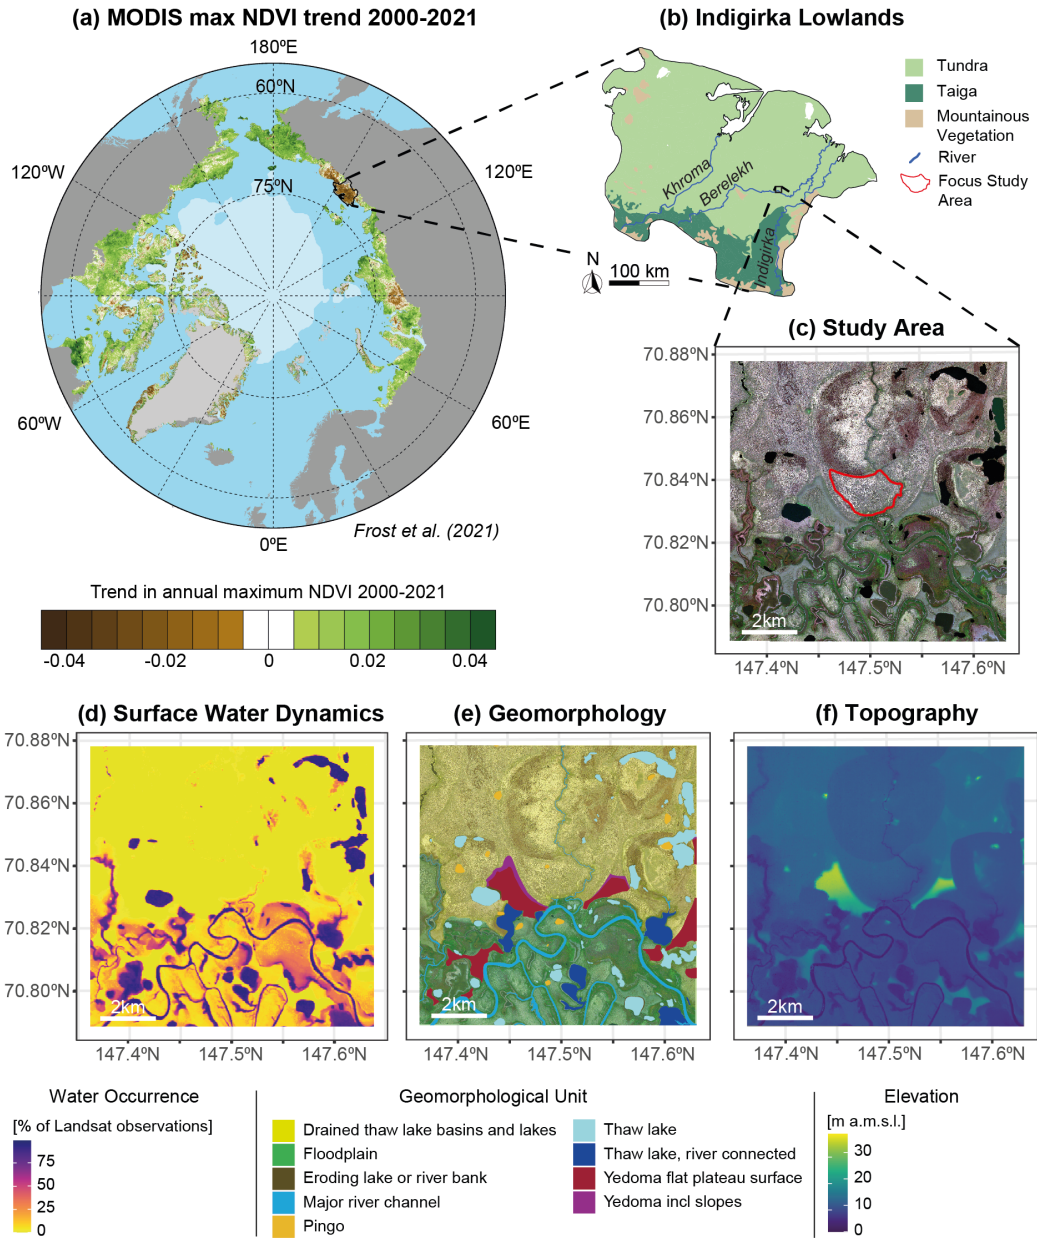 (a) MODIS max NDVI trend 2000-2021
180ºE
60ºN
120ºW
75ºN
120ºE
60ºW
60ºE
0ºE
Frost et al. (2021)
Trend in annual maximum NDVI 2000-2021
-0.04 -0.02 0 0.02 0.04
(b) Indigirka Lowlands
Khroma
Berelekh
Indigirka
N
100 km
Tundra
Taiga
Mountainous
Vegetation
River
Focus Study
Area
(c) Study Area
70.88ºN
70.86ºN
70.84ºN
70.82ºN
70.80ºN
2km
147.4ºN 147.5ºN 147.6ºN
(d) Surface Water Dynamics
70.88ºN
70.86ºN
70.84ºN
70.82ºN
70.80ºN
2km
147.4ºN 147.5ºN 147.6ºN
(e) Geomorphology
2km
147.4ºN 147.5ºN 147.6ºN
(f) Topography
2km
147.4ºN 147.5ºN 147.6ºN
Water Occurrence
[% of Landsat observations]
75
50
25
0
Geomorphological Unit
Drained thaw lake basins and lakes
Floodplain
Eroding lake or river bank
Major river channel
Pingo
Thaw lake
Thaw lake, river connected
Yedoma flat plateau surface
Yedoma incl slopes
Elevation
[m a.m.s.l.]
30
20
10
0